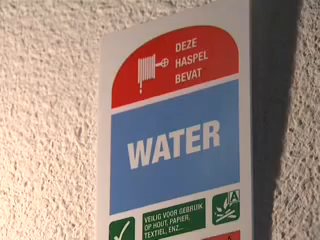 DEZE
HASPEL
BEVAT
WATER
VEILIG VOOR GEBRUIK
OP HOUT, PAPIER,
TEXTIEL, ENZ...